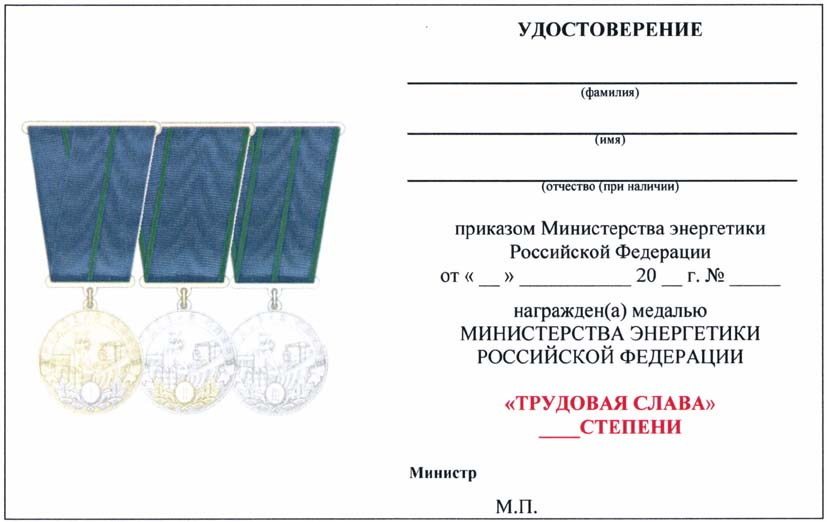 УДОСТОВЕРЕНИЕ
(фамилия)
(имя)
(отчество (при наличии)
приказом Министерства энергетики
Российской Федерации
от « __ » ___________ 20 __ г. № _____
награжден(а) медалью
МИНИСТЕРСТВА ЭНЕРГЕТИКИ
РОССИЙСКОЙ ФЕДЕРАЦИИ
«ТРУДОВАЯ СЛАВА»
____СТЕПЕНИ
Министр
М.П.